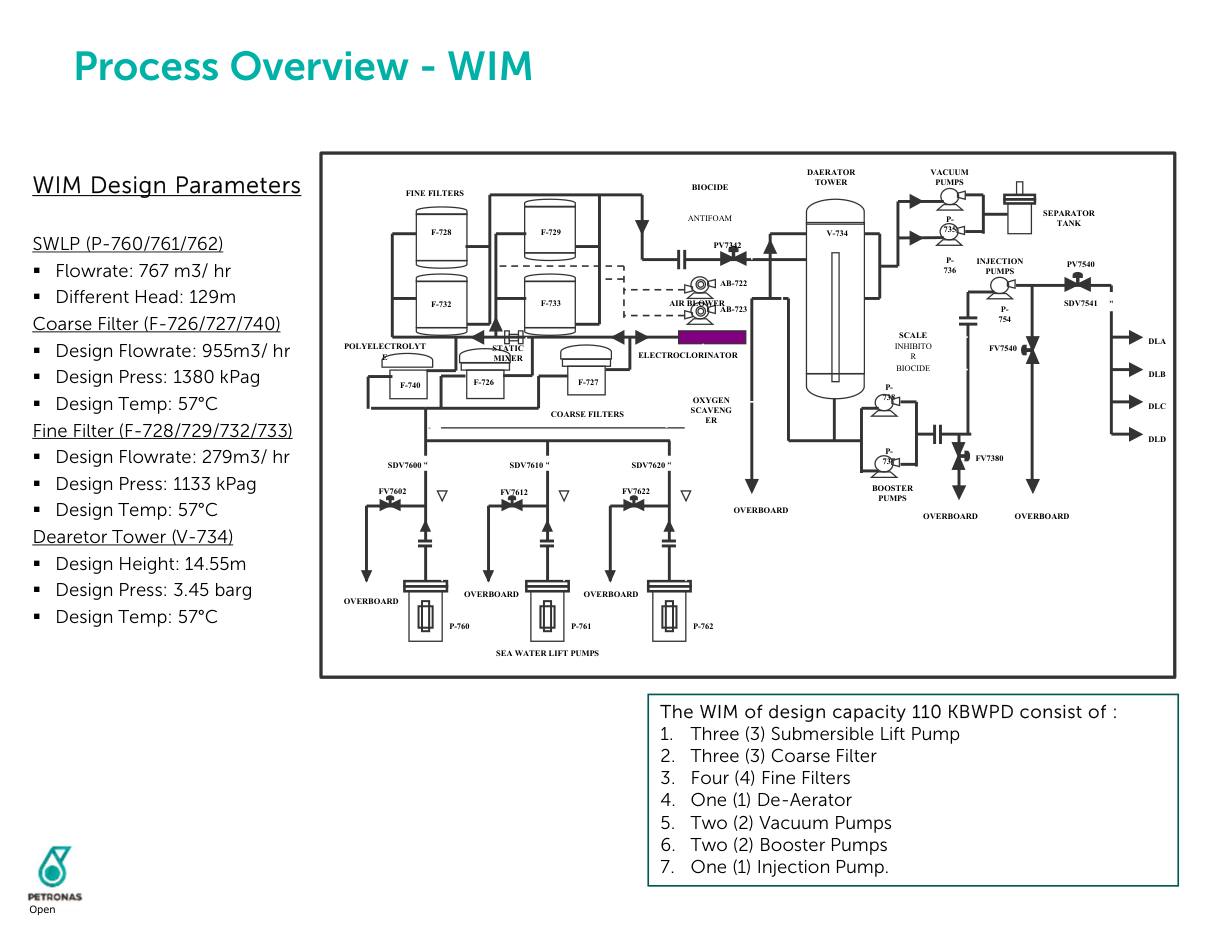 Process Overview - WIM
WIM Design Parameters
SWLP (P-760/761/762)
▪ Flowrate: 767 m3/ hr
▪ Different Head: 129m
Coarse Filter (F-726/727/740)
▪ Design Flowrate: 955m3/ hr
▪ Design Press: 1380 kPag
▪ Design Temp: 57°C
Fine Filter (F-728/729/732/733)
▪ Design Flowrate: 279m3/ hr
▪ Design Press: 1133 kPag
▪ Design Temp: 57°C
Dearetor Tower (V-734)
▪ Design Height: 14.55m
▪ Design Press: 3.45 barg
▪ Design Temp: 57°C
FINE FILTERS
F-728
F-729
F-732
F-733
BIOCIDE
ANTIFOAM
PV7342
AB-722
AIR BLOWER
AB-723
ELECTROCLORINATOR
POLYELECTROLYT
E
STATIC
MIXER
F-740
F-726
F-727
COARSE FILTERS
OXYGEN
SCAVENG
ER
DAERATOR
TOWER
V-734
VACUUM
PUMPS
P-
735
P-
736
SEPARATOR
TANK
INJECTION
PUMPS
P-
754
PV7540
SDV7541
"
FV7540
DLA
DLB
DLC
DLD
SCALE
INHIBITO
R
BIOCIDE
P-
P-
BOOSTER
PUMPS
FV7380
OVERBOARD
OVERBOARD
OVERBOARD
SDV7600 "
SDV7610 "
SDV7620 "
FV7602
FV7612
FV7622
OVERBOARD
OVERBOARD
OVERBOARD
P-760
P-761
P-762
SEA WATER LIFT PUMPS
The WIM of design capacity 110 KBWPD consist of :
1. Three (3) Submersible Lift Pump
2. Three (3) Coarse Filter
3. Four (4) Fine Filters
4. One (1) De-Aerator
5. Two (2) Vacuum Pumps
6. Two (2) Booster Pumps
7. One (1) Injection Pump.
PETRONAS
Open